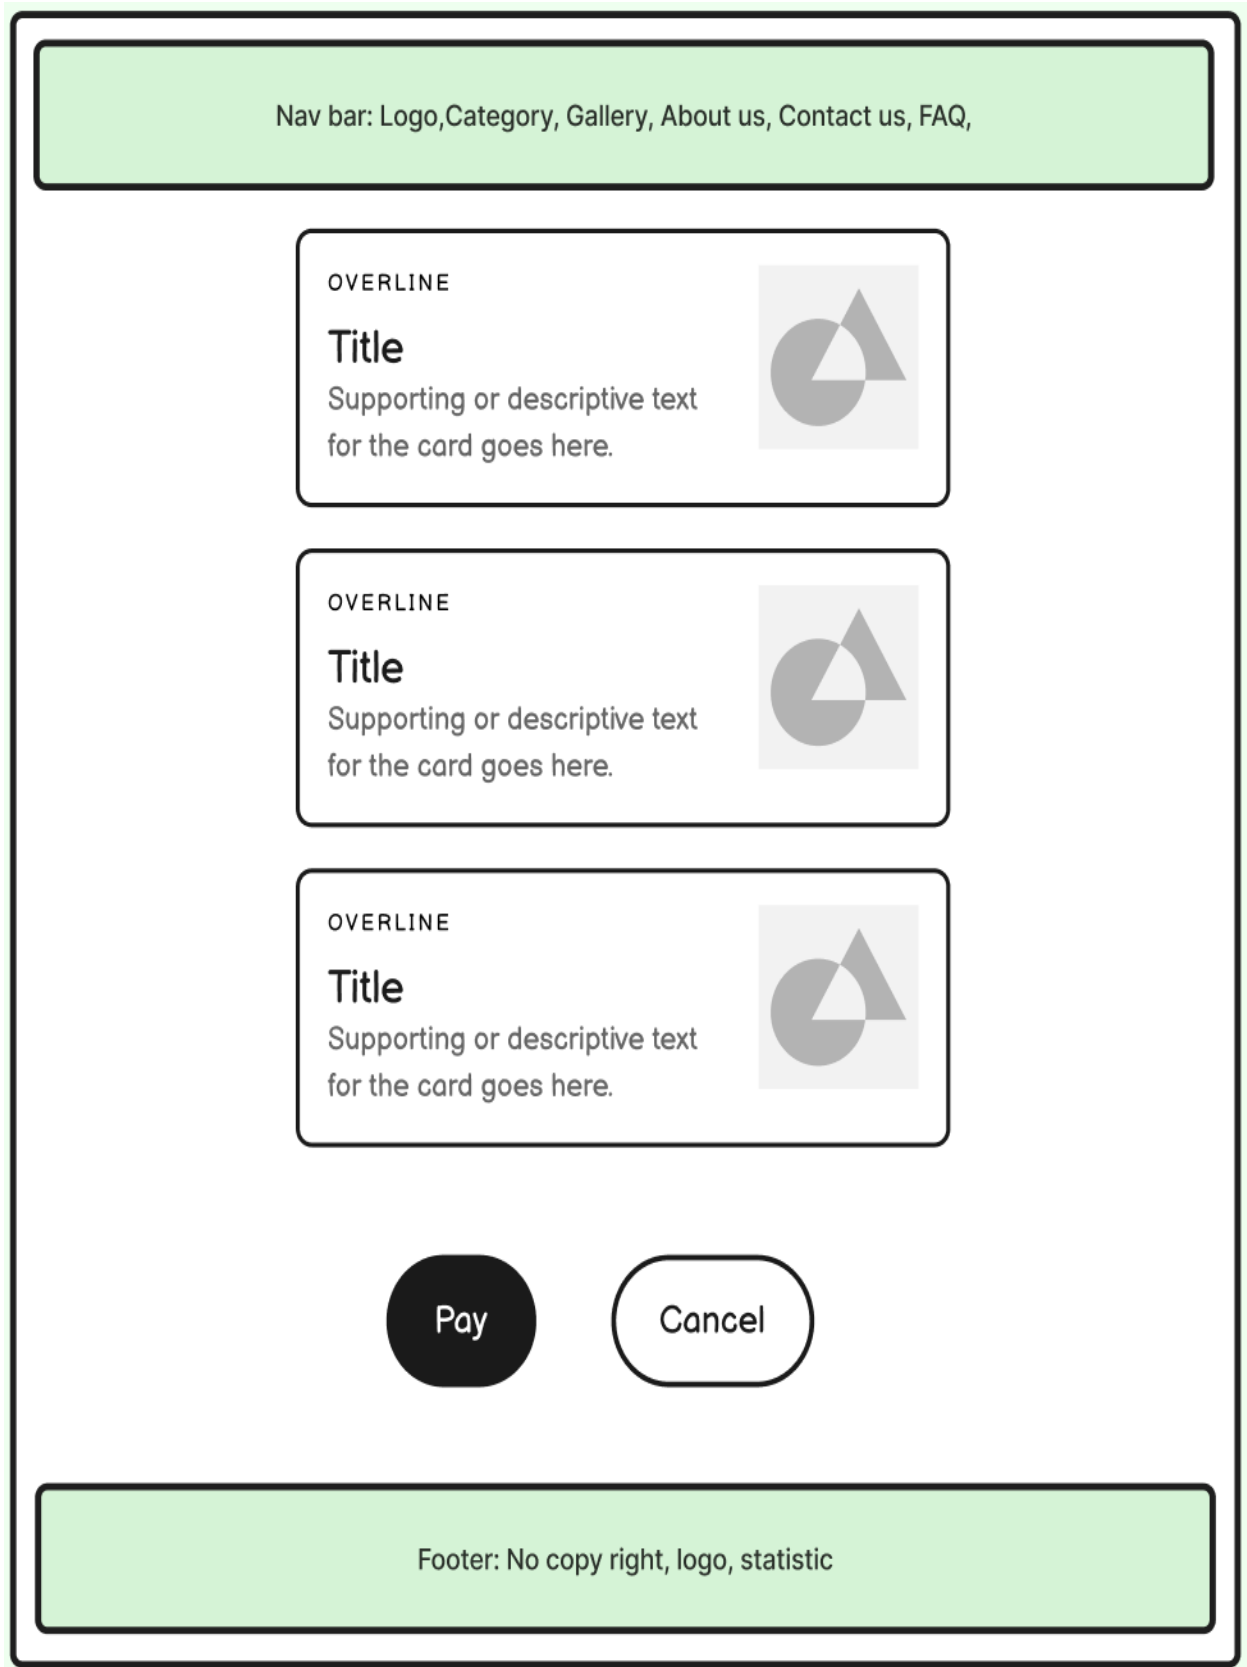 Nav bar: Logo,Category, Gallery, About us, Contact us, FAQ,
OVERLINE
Title
Supporting or descriptive text
for the card goes here.
OVERLINE
Title
Supporting or descriptive text
for the card goes here.
OVERLINE
Title
Supporting or descriptive text
for the card goes here.
Pay
Cancel
Footer: No copy right, logo, statistic